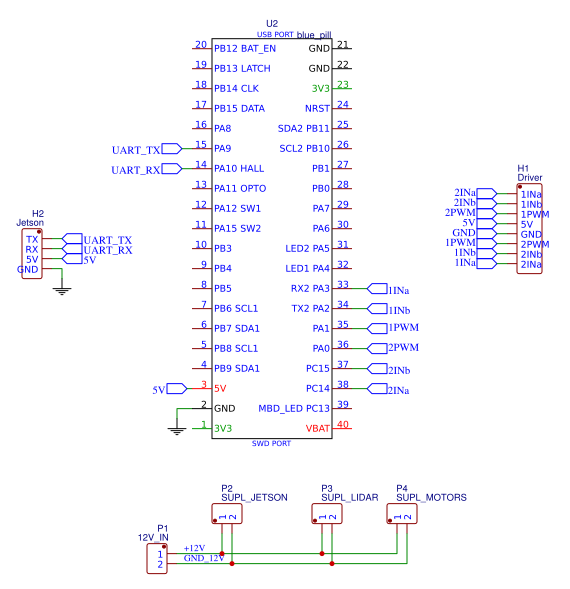 U2
USB PORT blue_pill
20 PB12 BAT_EN GND 21
19 PB13 LATCH GND 22
18 PB14 CLK 3V3 23
17 PB15 DATA NRST 24
16 PA8 SDA2 PB11 25
UART_TX 15 PA9 SCL2 PB10 26
UART_RX 14 PA10 HALL PB1 27
13 PA11 OPTO PB0 28
12 PA12 SW1 PA7 29
11 PA15 SW2 PA6 30
10 PB3 LED2 PA5 31
9 PB4 LED1 PA4 32
8 PB5 RX2 PA3 33 1INa
7 PB6 SCL1 TX2 PA2 34 1INb
6 PB7 SDA1 PA1 35 1PWM
5 PB8 SCL1 PA0 36 2PWM
4 PB9 SDA1 PC15 37 2INb
5V 3 5V PC14 38 2INa
2 GND MBD_LED PC13 39
1 3V3 VBAT 40
SWD PORT
H2
Jetson
TX UART_TX
RX UART_RX
5V 5V
GND
H1
Driver
2INa 1INa
2INb 1INb
2PWM 1PWM
5V 5V
GND GND
1PWM 2PWM
1INb 2INb
1INa 2INa
P2
SUPL_JETSON
1 2
P3
SUPL_LIDAR
1 2
P4
SUPL_MOTORS
1 2
P1
12V_IN
1 +12V
2 GND_12V